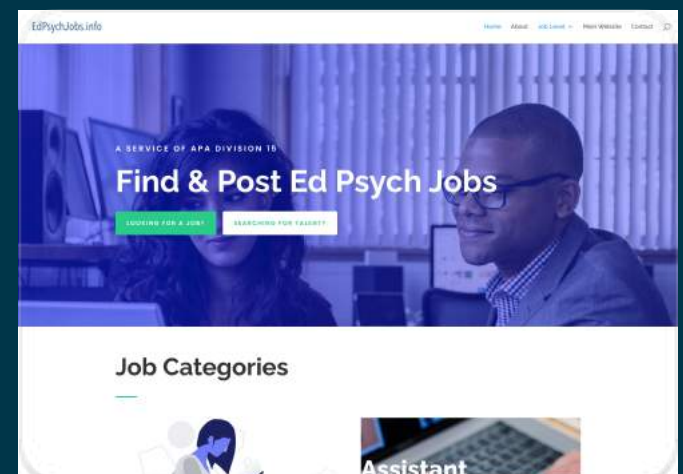 EdPsychJobs.info
Home About Job Level Main Website Contact
A SERVICE OF APA DIVISION 15
Find & Post Ed Psych Jobs
LOOKING FOR A JOB? SEARCHING FOR TALENT?
Job Categories
Assistant